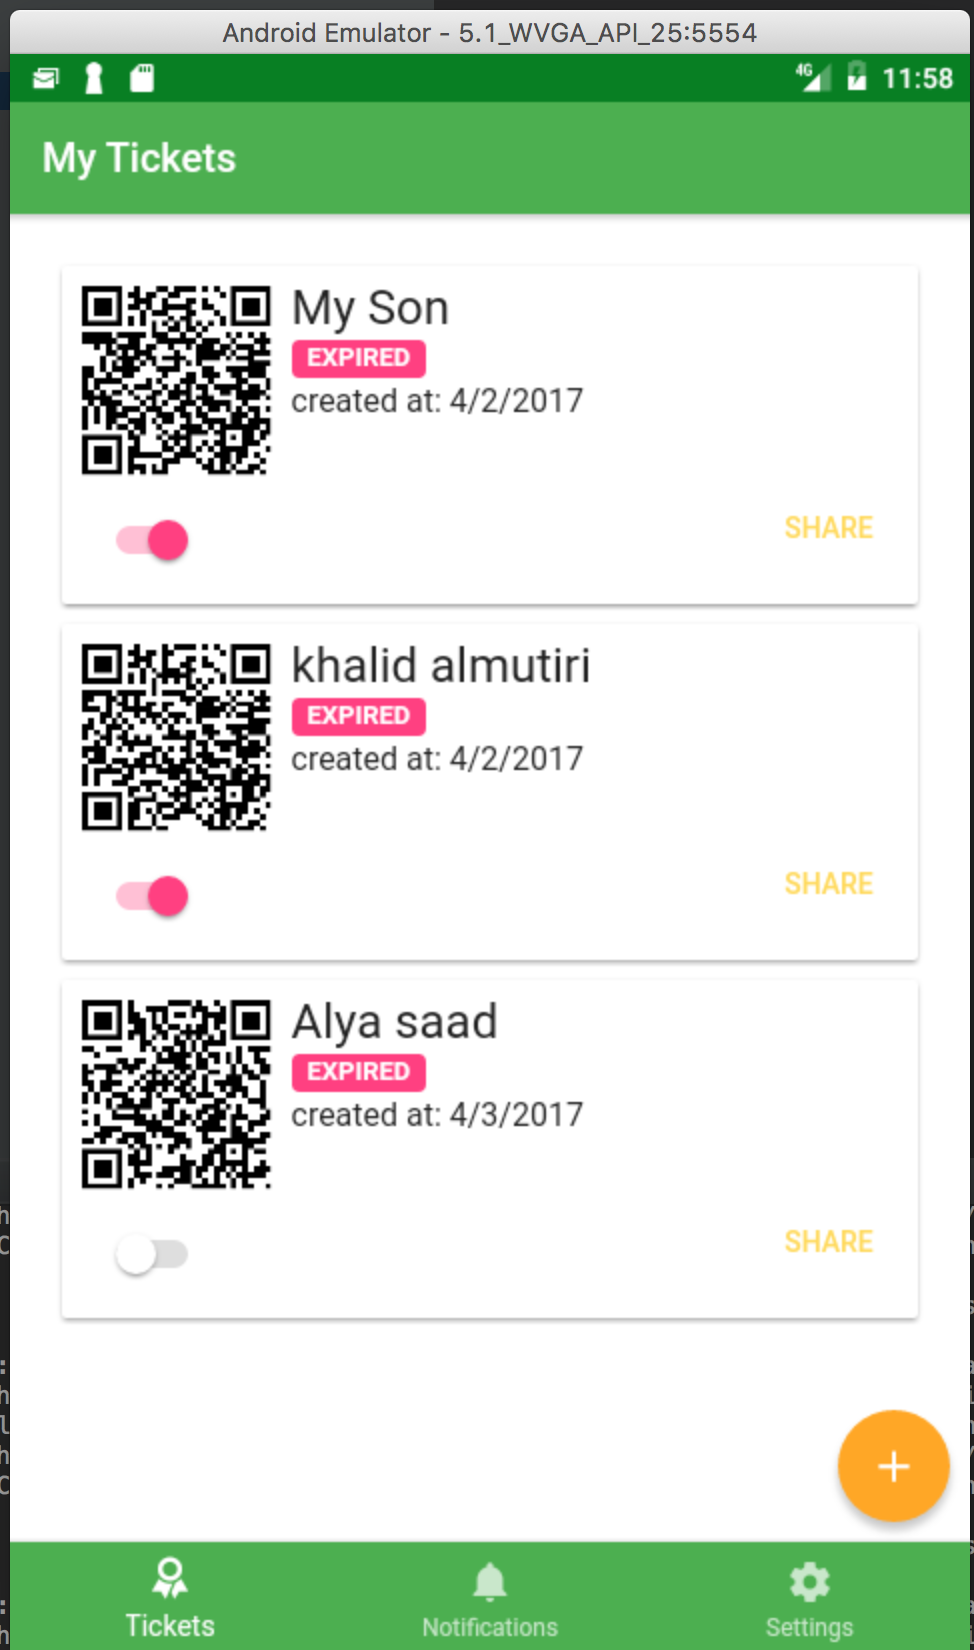 Android Emulator - 5.1_WVGA_API_25:5554
4G 11:58
My Tickets
My Son
EXPIRED
created at: 4/2/2017
SHARE
khalid almutiri
EXPIRED
created at: 4/2/2017
SHARE
Alya saad
EXPIRED
created at: 4/3/2017
SHARE
Tickets Notifications Settings